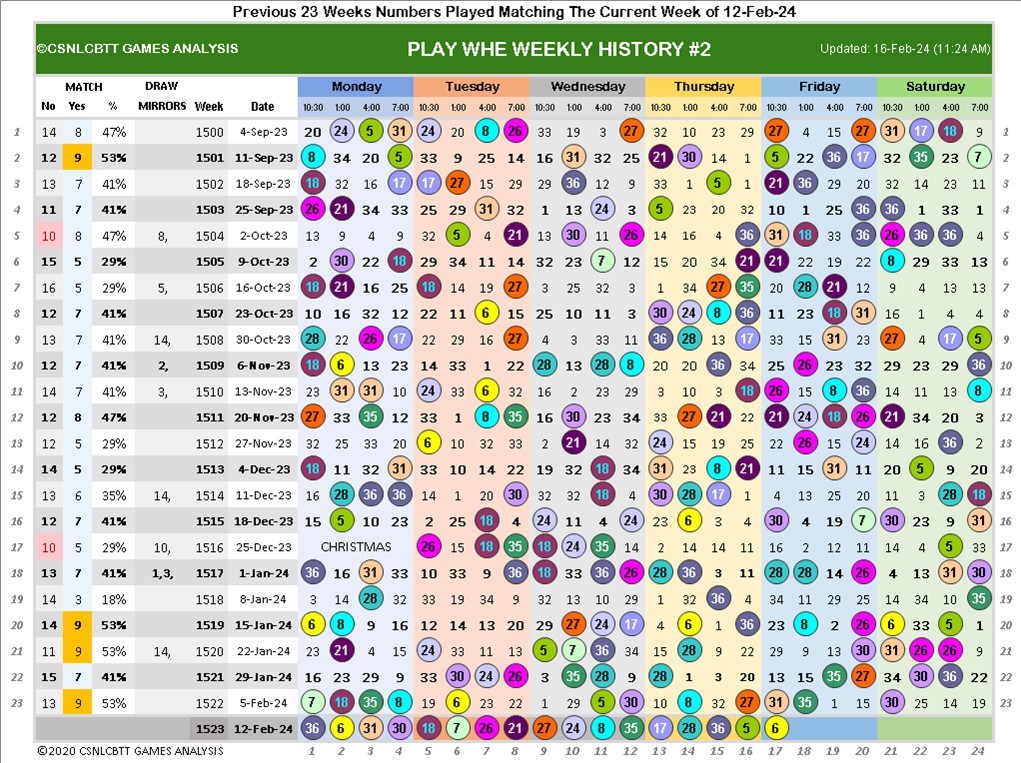 Previous 23 Weeks Numbers Played Matching The Current Week of 12-Feb-24
©CSNLCBTT GAMES ANALYSIS PLAY WHE WEEKLY HISTORY #2 Updated: 16-Feb-24 (11:24 AM)
MATCH DRAW Monday Tuesday Wednesday Thursday Friday Saturday
No Yes % MIRRORS Week Date 10:30 1:00 4:00 7:00 10:30 1:00 4:00 7:00 10:30 1:00 4:00 7:00 10:30 1:00 4:00 7:00 10:30 1:00 4:00 7:00 10:30 1:00 4:00 7:00
1 14 8 47% 1500 4-Sep-23 20 24 5 31 24 20 8 26 33 19 3 27 32 10 23 29 27 4 15 27 31 17 18 9 1
2 12 9 53% 1501 11-Sep-23 8 34 20 5 33 9 25 14 16 31 32 25 21 30 14 1 5 22 36 17 32 35 23 7 2
3 13 7 41% 1502 18-Sep-23 18 32 16 17 17 27 15 29 29 36 12 9 33 1 5 1 21 36 29 20 32 14 23 11 3
4 11 7 41% 1503 25-Sep-23 26 21 34 33 25 29 31 32 1 13 24 3 5 4 20 32 10 1 25 36 36 1 33 1 4
5 10 8 47% 8, 1504 2-Oct-23 13 9 4 9 32 6 4 21 13 30 11 26 14 16 4 36 31 18 33 36 26 36 36 4 5
6 15 5 29% 1505 9-Oct-23 2 30 22 18 29 34 11 14 32 23 7 12 15 20 34 21 21 22 19 22 8 29 33 13 6
7 16 5 29% 5, 1506 16-Oct-23 18 21 16 25 18 14 19 27 3 25 32 3 1 34 27 35 20 28 21 12 9 4 13 13 7
8 12 7 41% 1507 23-Oct-23 10 16 32 12 22 11 6 15 25 10 11 3 30 24 8 36 11 23 18 31 16 1 4 4 8
9 13 7 41% 14, 1508 30-Oct-23 28 22 26 17 22 29 16 27 4 3 33 11 36 28 13 17 33 15 31 9 27 4 17 5 9
10 12 7 41% 2, 1509 6-Nov-23 18 6 13 23 14 33 1 22 28 13 28 8 20 20 36 34 25 26 23 32 29 23 29 36 10
11 14 7 41% 3, 1510 13-Nov-23 23 31 31 10 24 33 6 22 16 2 23 29 3 10 3 18 26 15 8 36 11 14 14 8 11
12 12 8 47% 1511 20-Nov-23 27 33 35 12 33 1 8 35 16 30 23 34 33 27 21 22 21 24 18 26 21 34 20 3 12
13 12 5 29% 1512 27-Nov-23 32 25 33 20 6 10 32 33 2 21 14 32 24 15 19 25 22 26 15 24 14 16 36 2 13
14 14 5 29% 1513 4-Dec-23 18 11 32 31 33 10 14 22 19 32 18 34 31 23 8 21 11 14 31 11 20 5 9 20 14
15 13 6 35% 14, 1514 11-Dec-23 16 28 36 36 14 1 20 30 32 32 18 4 30 28 17 1 4 13 25 20 11 3 28 18 15
16 12 7 41% 1515 18-Dec-23 15 5 10 23 2 25 18 4 24 11 4 24 23 6 3 4 30 4 19 7 30 23 9 31 16
17 10 5 29% 10, 1516 25-Dec-23 CHRISTMAS 26 15 18 35 18 24 35 14 2 14 14 11 16 2 12 11 14 4 5 33 17
18 13 7 41% 1,3, 1517 1-Jan-24 36 16 31 33 10 33 9 36 18 33 36 26 28 36 3 11 28 28 14 26 4 13 31 30 18
19 14 3 18% 1518 8-Jan-24 3 14 28 32 33 19 34 9 32 13 10 29 1 32 36 4 34 11 29 25 14 10 19 35 19
20 14 9 53% 1519 15-Jan-24 6 8 9 16 12 14 13 20 29 27 24 17 4 6 1 36 23 8 2 26 6 33 5 1 20
21 11 9 53% 14, 1520 22-Jan-24 23 21 4 15 24 33 11 13 5 7 36 13 15 28 9 22 29 9 19 30 31 26 26 14 21
22 15 7 41% 1521 29-Jan-24 16 23 29 9 33 30 24 26 3 35 28 9 28 1 3 20 13 15 35 27 34 30 36 22 22
23 13 9 53% 1522 5-Feb-24 7 18 35 8 15 6 22 15 1 29 5 30 10 8 32 27 31 35 1 15 30 25 14 19 23
1523 12-Feb-24 36 6 31 30 18 7 26 21 27 24 8 35 17 28 36 5 6
©2020 CSNLCBTT GAMES ANALYSIS 1 2 3 4 5 6 7 8 9 10 11 12 13 14 15 16 17 18 19 20 21 22 23 24